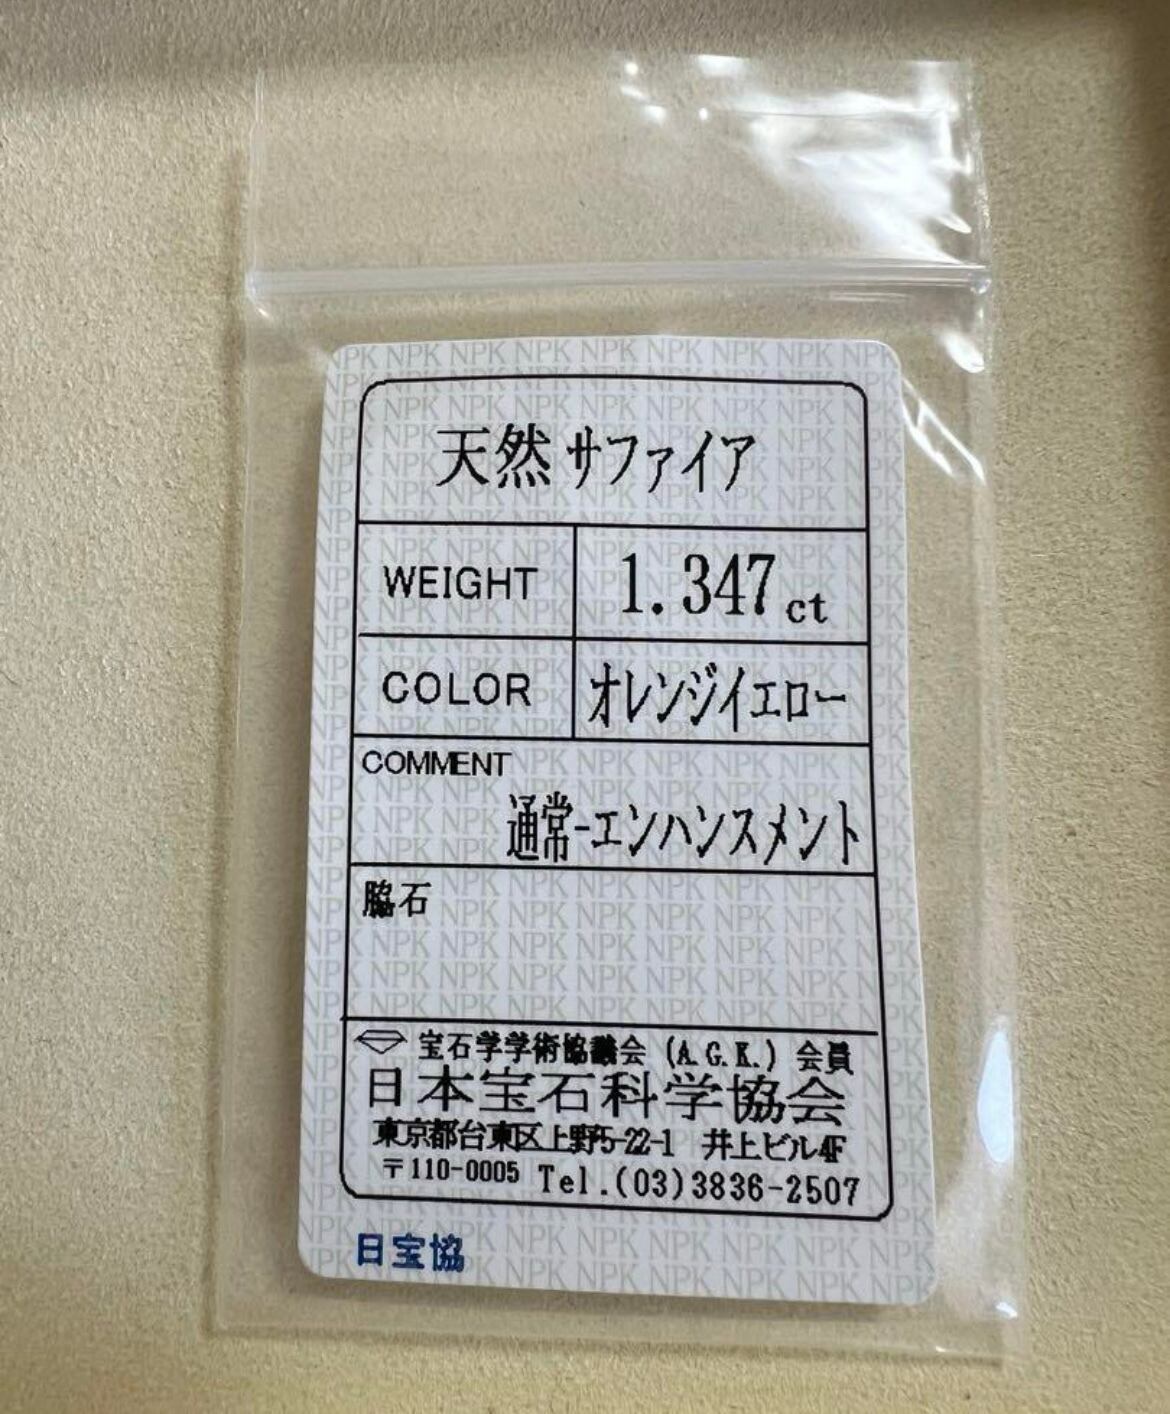 天然サファイア
WEIGHT 1.347ct
COLOR オレンジイエロー
COMMENT
通常-エンハンスメント
脇石
宝石学学術協議会 (A.G.K.) 会員
日本宝石科学協会
東京都台東区上野5-22-1 井上ビル4F
〒110-0005 Tel.(03)3836-2507
日宝協